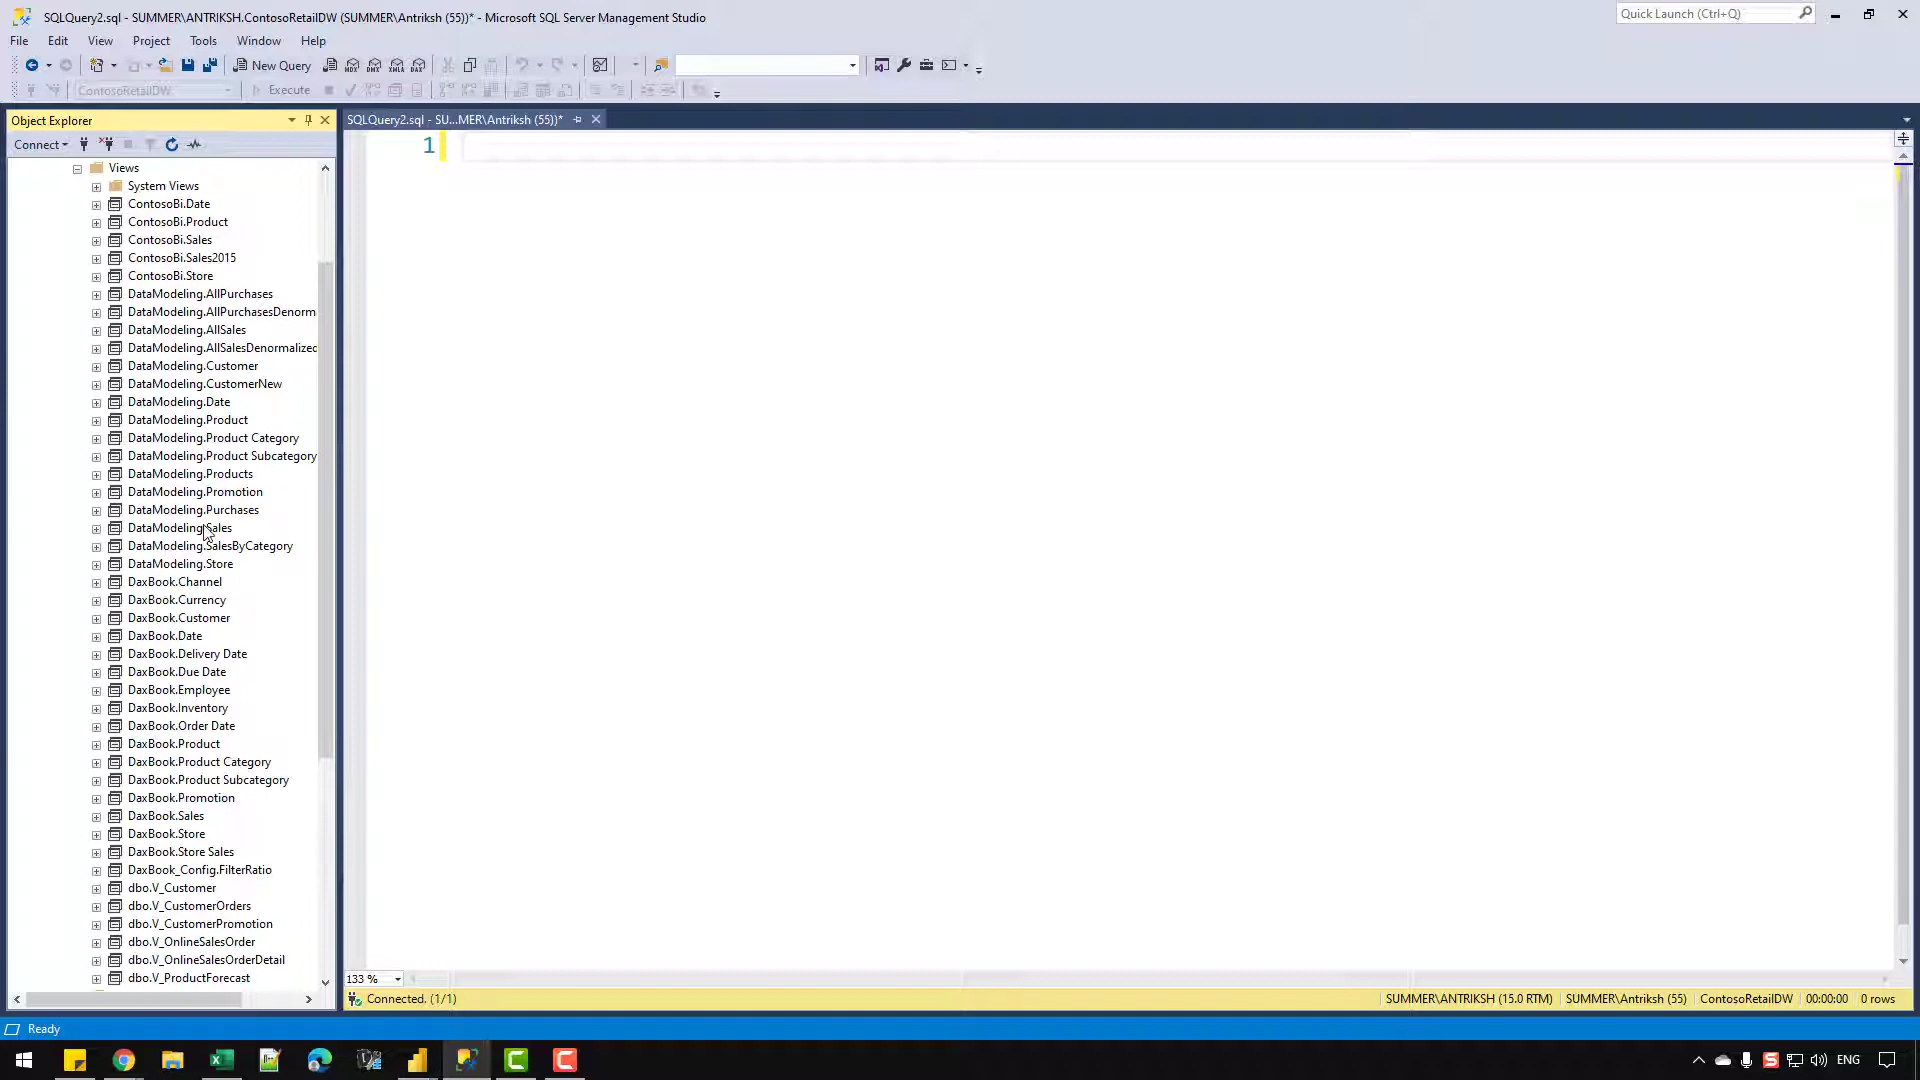 SQLQuery2.sql - SUMMER\ANTRIKSH.ContosoRetailDW (SUMMER\Antriksh (55))* - Microsoft SQL Server Management Studio
Quick Launch (Ctrl+Q)
File Edit View Project Tools Window Help
New Query
MDX DMX XMLA DAX
ContosoRetailDW Execute
Object Explorer
SQLQuery2.sql - SU...MER\Antriksh (55))*
Connect
1
Views
System Views
ContosoBi.Date
ContosoBi.Product
ContosoBi.Sales
ContosoBi.Sales2015
ContosoBi.Store
DataModeling.AllPurchases
DataModeling.AllPurchasesDenorm
DataModeling.AllSales
DataModeling.AllSalesDenormalized
DataModeling.Customer
DataModeling.CustomerNew
DataModeling.Date
DataModeling.Product
DataModeling.Product Category
DataModeling.Product Subcategory
DataModeling.Products
DataModeling.Promotion
DataModeling.Purchases
DataModeling.Sales
DataModeling.SalesByCategory
DataModeling.Store
DaxBook.Channel
DaxBook.Currency
DaxBook.Customer
DaxBook.Date
DaxBook.Delivery Date
DaxBook.Due Date
DaxBook.Employee
DaxBook.Inventory
DaxBook.Order Date
DaxBook.Product
DaxBook.Product Category
DaxBook.Product Subcategory
DaxBook.Promotion
DaxBook.Sales
DaxBook.Store
DaxBook.Store Sales
DaxBook_Config.FilterRatio
dbo.V_Customer
dbo.V_CustomerOrders
dbo.V_CustomerPromotion
dbo.V_OnlineSalesOrder
dbo.V_OnlineSalesOrderDetail
dbo.V_ProductForecast
133 %
Connected. (1/1)
SUMMER\ANTRIKSH (15.0 RTM) SUMMER\Antriksh (55) ContosoRetailDW 00:00:00 0 rows
Ready
ENG